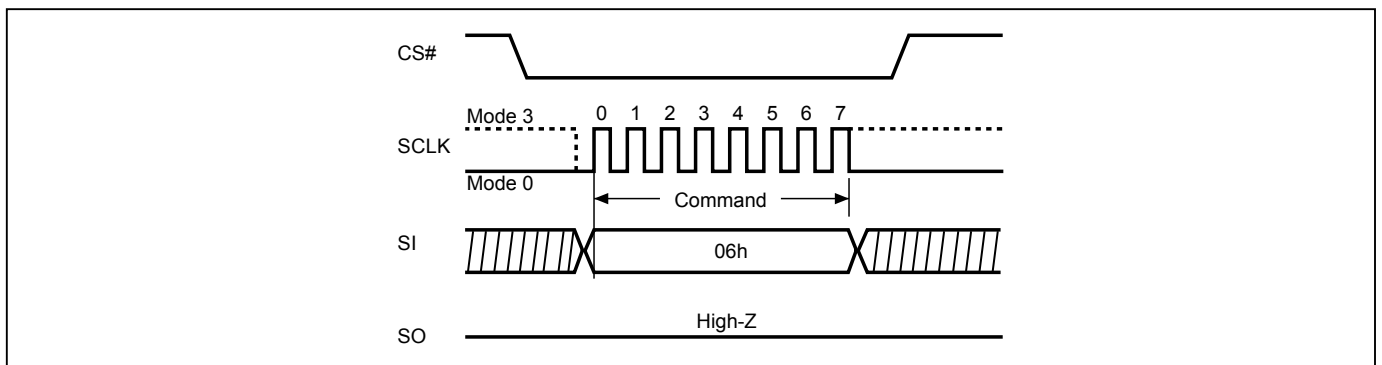 CS#
Mode 3
0 1 2 3 4 5 6 7
SCLK
Mode 0
Command
SI
06h
High-Z
SO